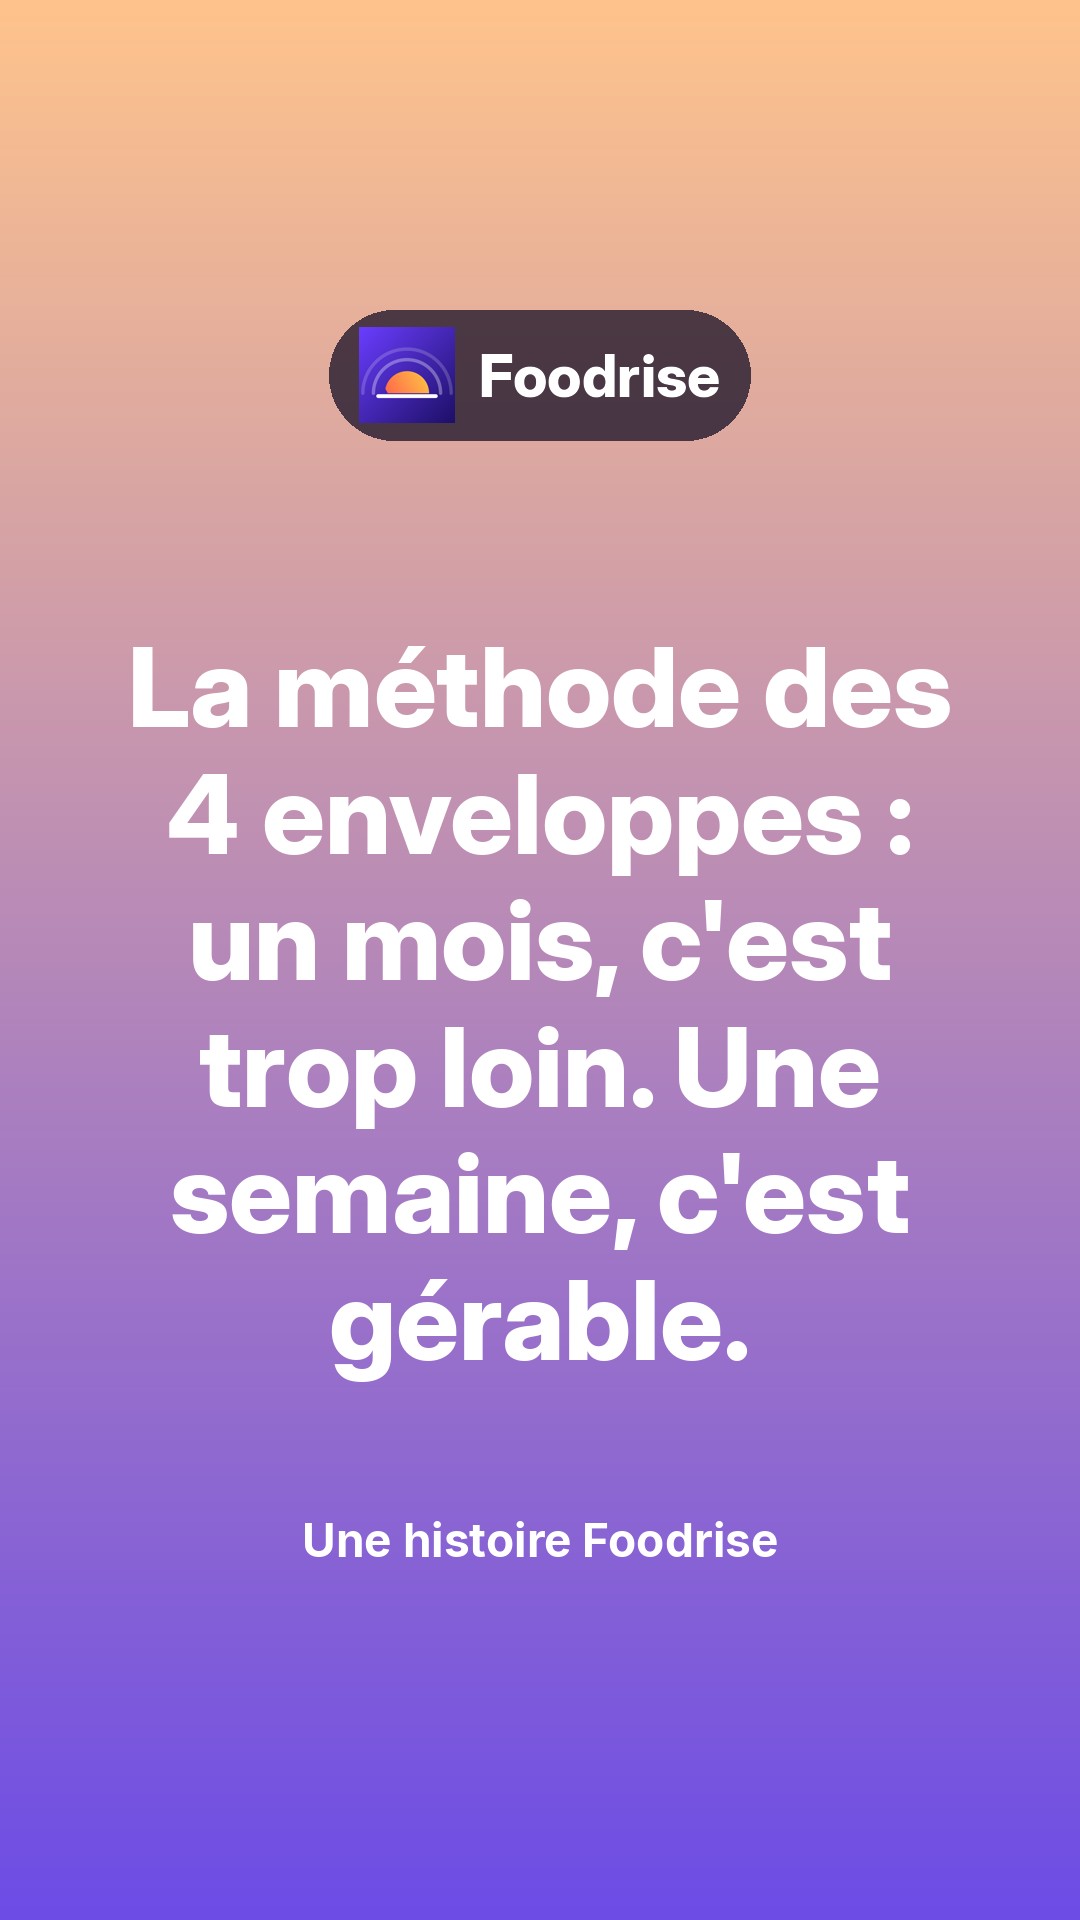 Foodrise
La méthode des
4 enveloppes :
un mois, c'est
trop loin. Une
semaine, c'est
gérable.
Une histoire Foodrise